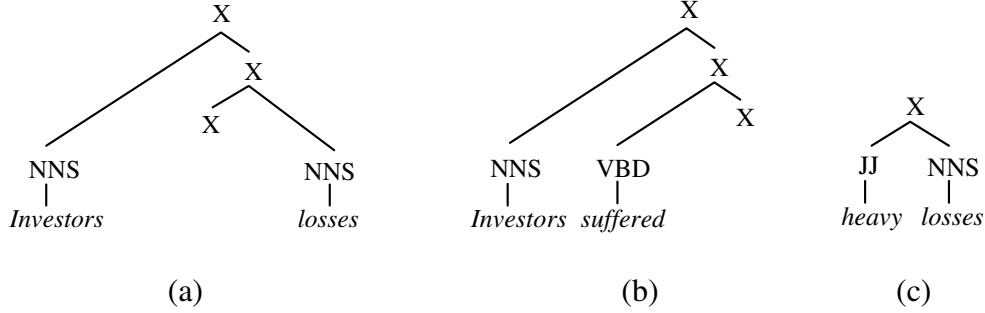 X X
X X
X X X
NNS NNS NNS VBD JJ NNS
Investors losses Investors suffered heavy losses
(a) (b) (c)